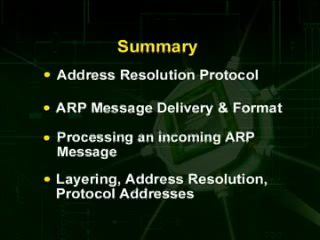 Summary
• Address Resolution Protocol
• ARP Message Delivery & Format
• Processing an incoming ARP
Message
• Layering, Address Resolution,
Protocol Addresses